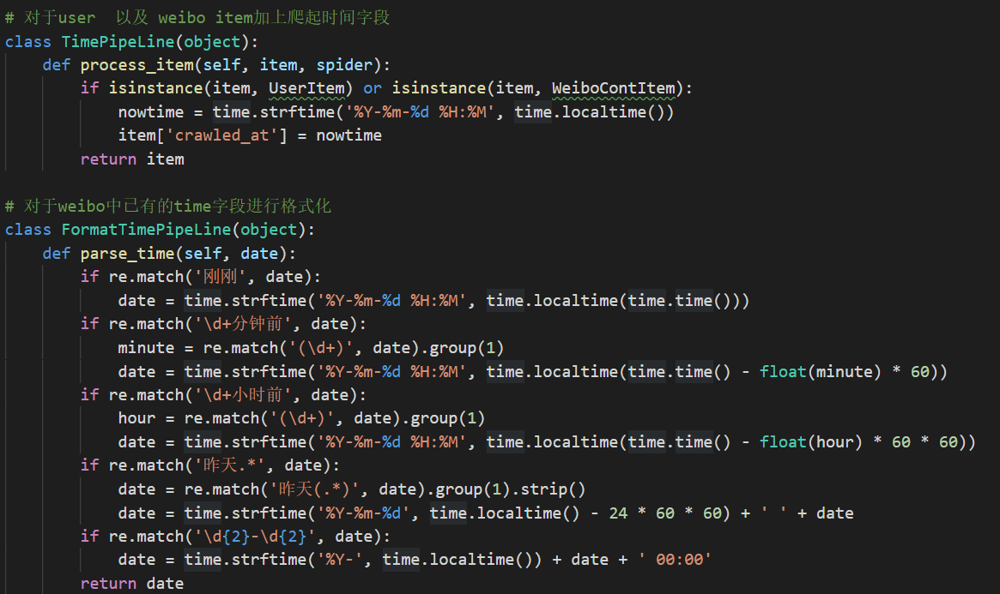 # 对于user  以及 weibo item加上爬起时间字段
class TimePipeLine(object):
    def process_item(self, item, spider):
        if isinstance(item, UserItem) or isinstance(item, WeiboContItem):
            nowtime = time.strftime('%Y-%m-%d %H:%M', time.localtime())
            item['crawled_at'] = nowtime
        return item

# 对于weibo中已有的time字段进行格式化
class FormatTimePipeLine(object):
    def parse_time(self, date):
        if re.match('刚刚', date):
            date = time.strftime('%Y-%m-%d %H:%M', time.localtime(time.time()))
        if re.match('\d+分钟前', date):
            minute = re.match('(\d+)', date).group(1)
            date = time.strftime('%Y-%m-%d %H:%M', time.localtime(time.time() - float(minute) * 60))
        if re.match('\d+小时前', date):
            hour = re.match('(\d+)', date).group(1)
            date = time.strftime('%Y-%m-%d %H:%M', time.localtime(time.time() - float(hour) * 60 * 60))
        if re.match('昨天.*', date):
            date = re.match('昨天(.*)', date).group(1).strip()
            date = time.strftime('%Y-%m-%d', time.localtime() - 24 * 60 * 60) + ' ' + date
        if re.match('\d{2}-\d{2}', date):
            date = time.strftime('%Y-', time.localtime()) + date + ' 00:00'
        return date